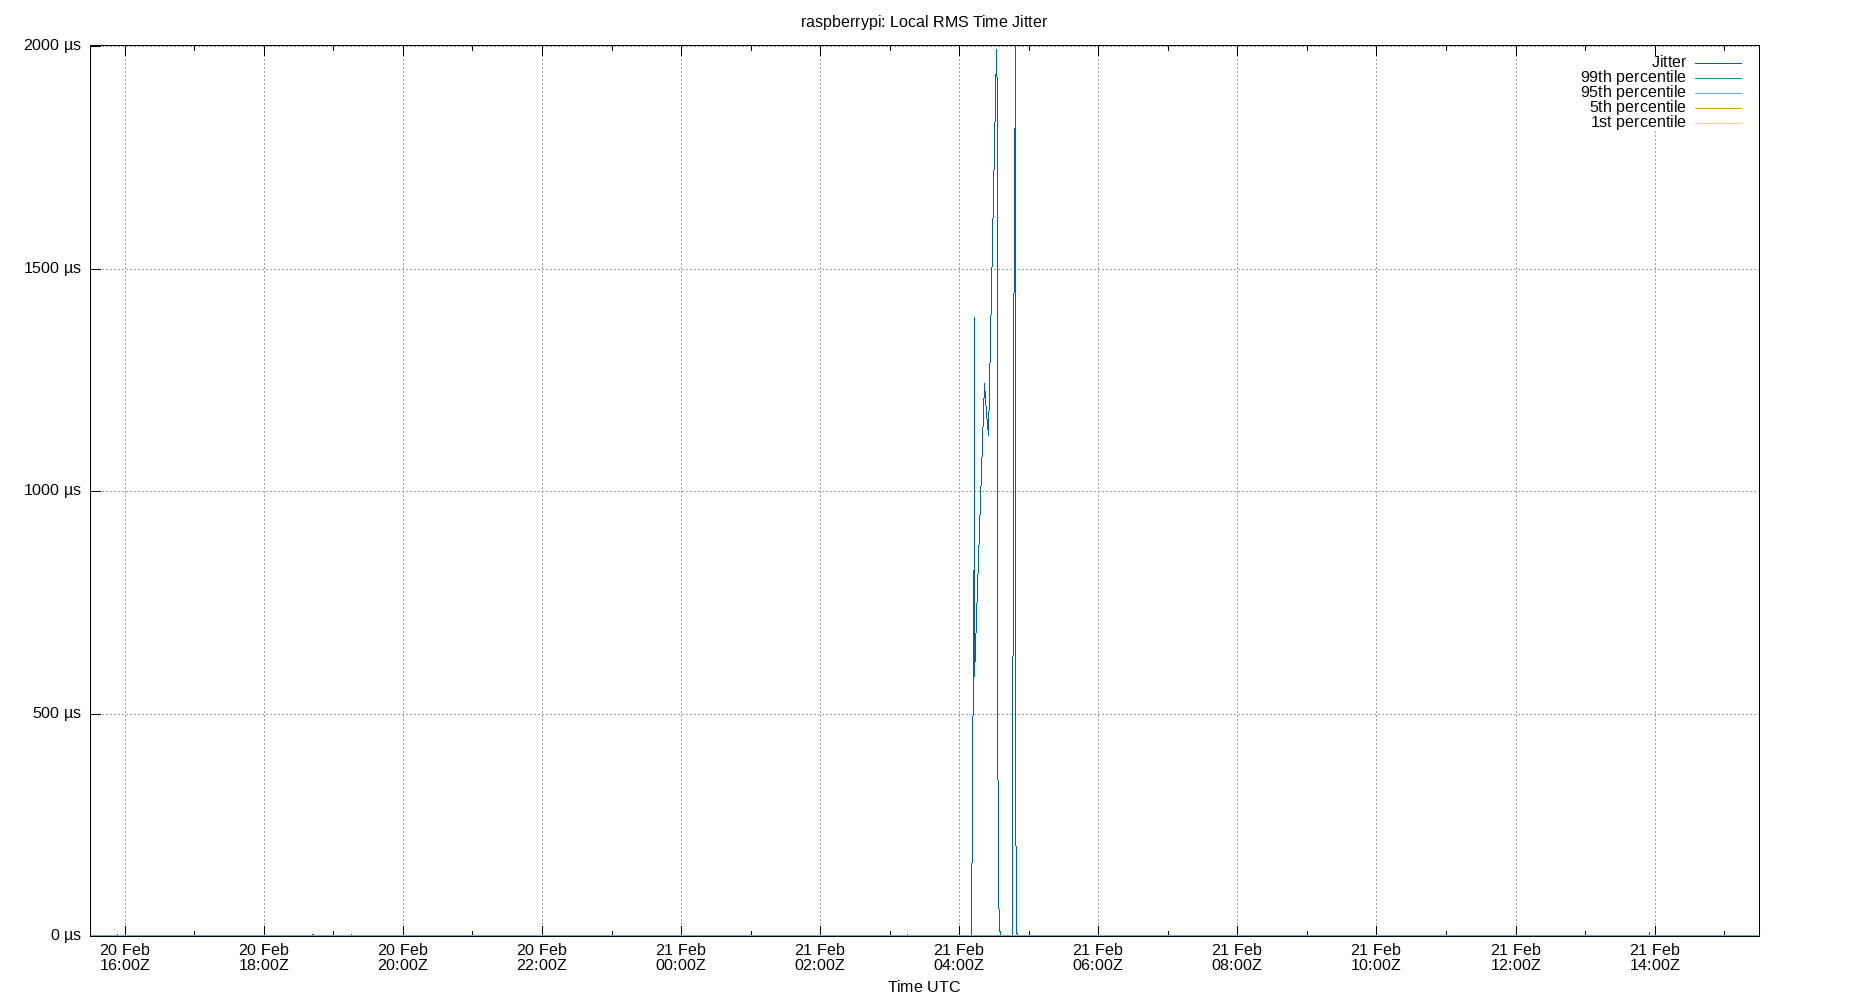 raspberrypi: Local RMS Time Jitter
2000 µs
1500 µs
1000 µs
500 µs
0 µs
Jitter
99th percentile
95th percentile
5th percentile
1st percentile
20 Feb 20 Feb 20 Feb 20 Feb 21 Feb 21 Feb 21 Feb 21 Feb 21 Feb 21 Feb 21 Feb 21 Feb
16:00Z 18:00Z 20:00Z 22:00Z 00:00Z 02:00Z 04:00Z 06:00Z 08:00Z 10:00Z 12:00Z 14:00Z
Time UTC